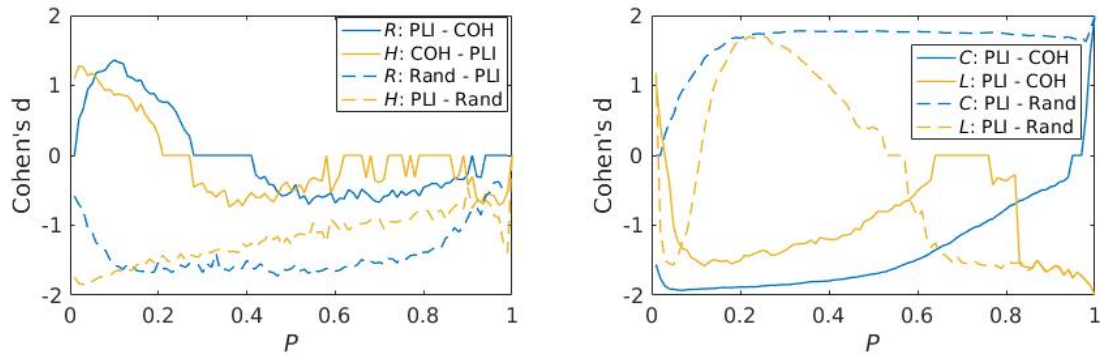 2
1
0
-1
-2
Cohen's d
0
0.2
0.4
0.6
0.8
1
P
R: PLI - COH
H: COH - PLI
R: Rand - PLI
H: PLI - Rand
2
1
0
-1
-2
Cohen's d
0
0.2
0.4
0.6
0.8
1
P
C: PLI - COH
L: PLI - COH
C: PLI - Rand
L: PLI - Rand